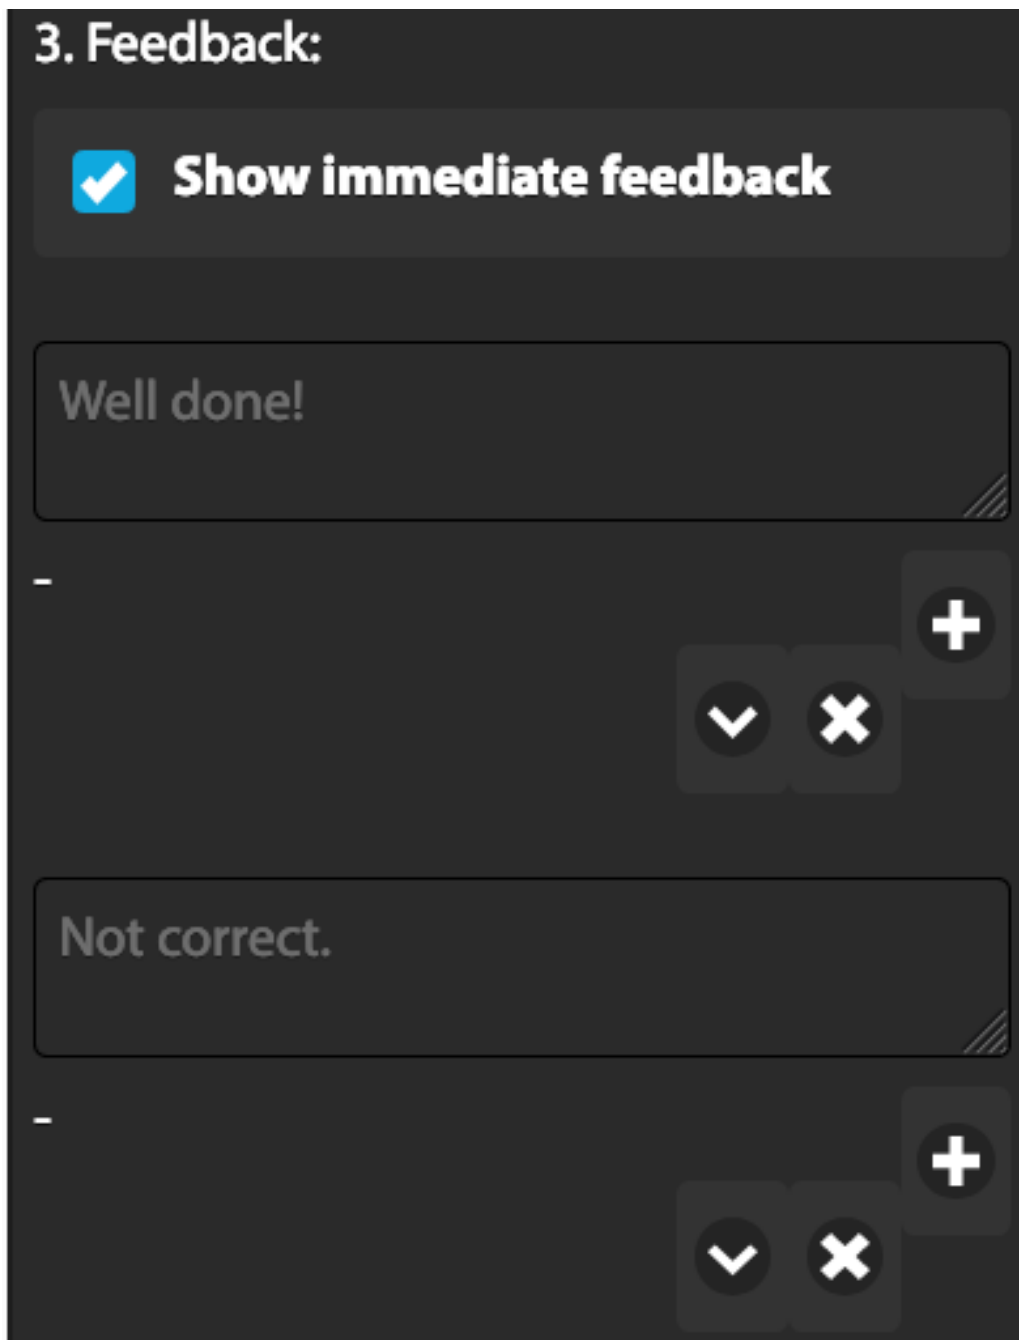 3. Feedback:
Show immediate feedback
Well done!
-
Not correct.
-